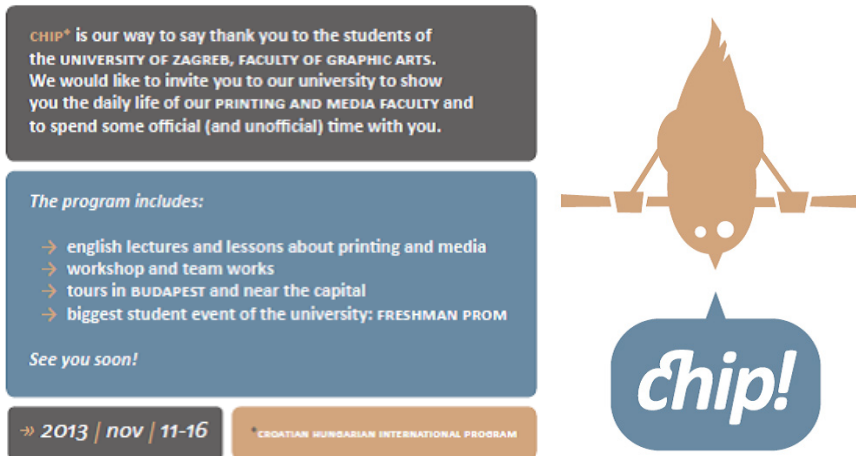 CHIP* is our way to say thank you to the students of
the UNIVERSITY OF ZAGREB, FACULTY OF GRAPHIC ARTS.
We would like to invite you to our university to show
you the daily life of our PRINTING AND MEDIA FACULTY and
to spend some official (and unofficial) time with you.
The program includes:
→ english lectures and lessons about printing and media
→ workshop and team works
→ tours in BUDAPEST and near the capital
→ biggest student event of the university: FRESHMAN PROM
See you soon!
→ 2013 | nov | 11-16
*CROATIAN HUNGARIAN INTERNATIONAL PROGRAM
chip!